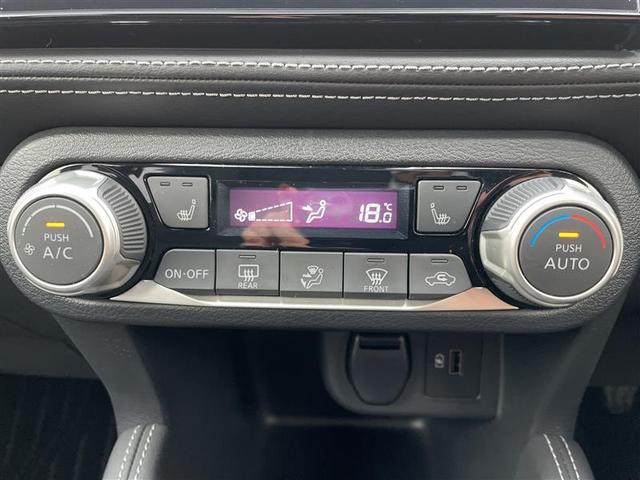 PUSH
A/C
18.0°C
PUSH
AUTO
ON·OFF
REAR
FRONT